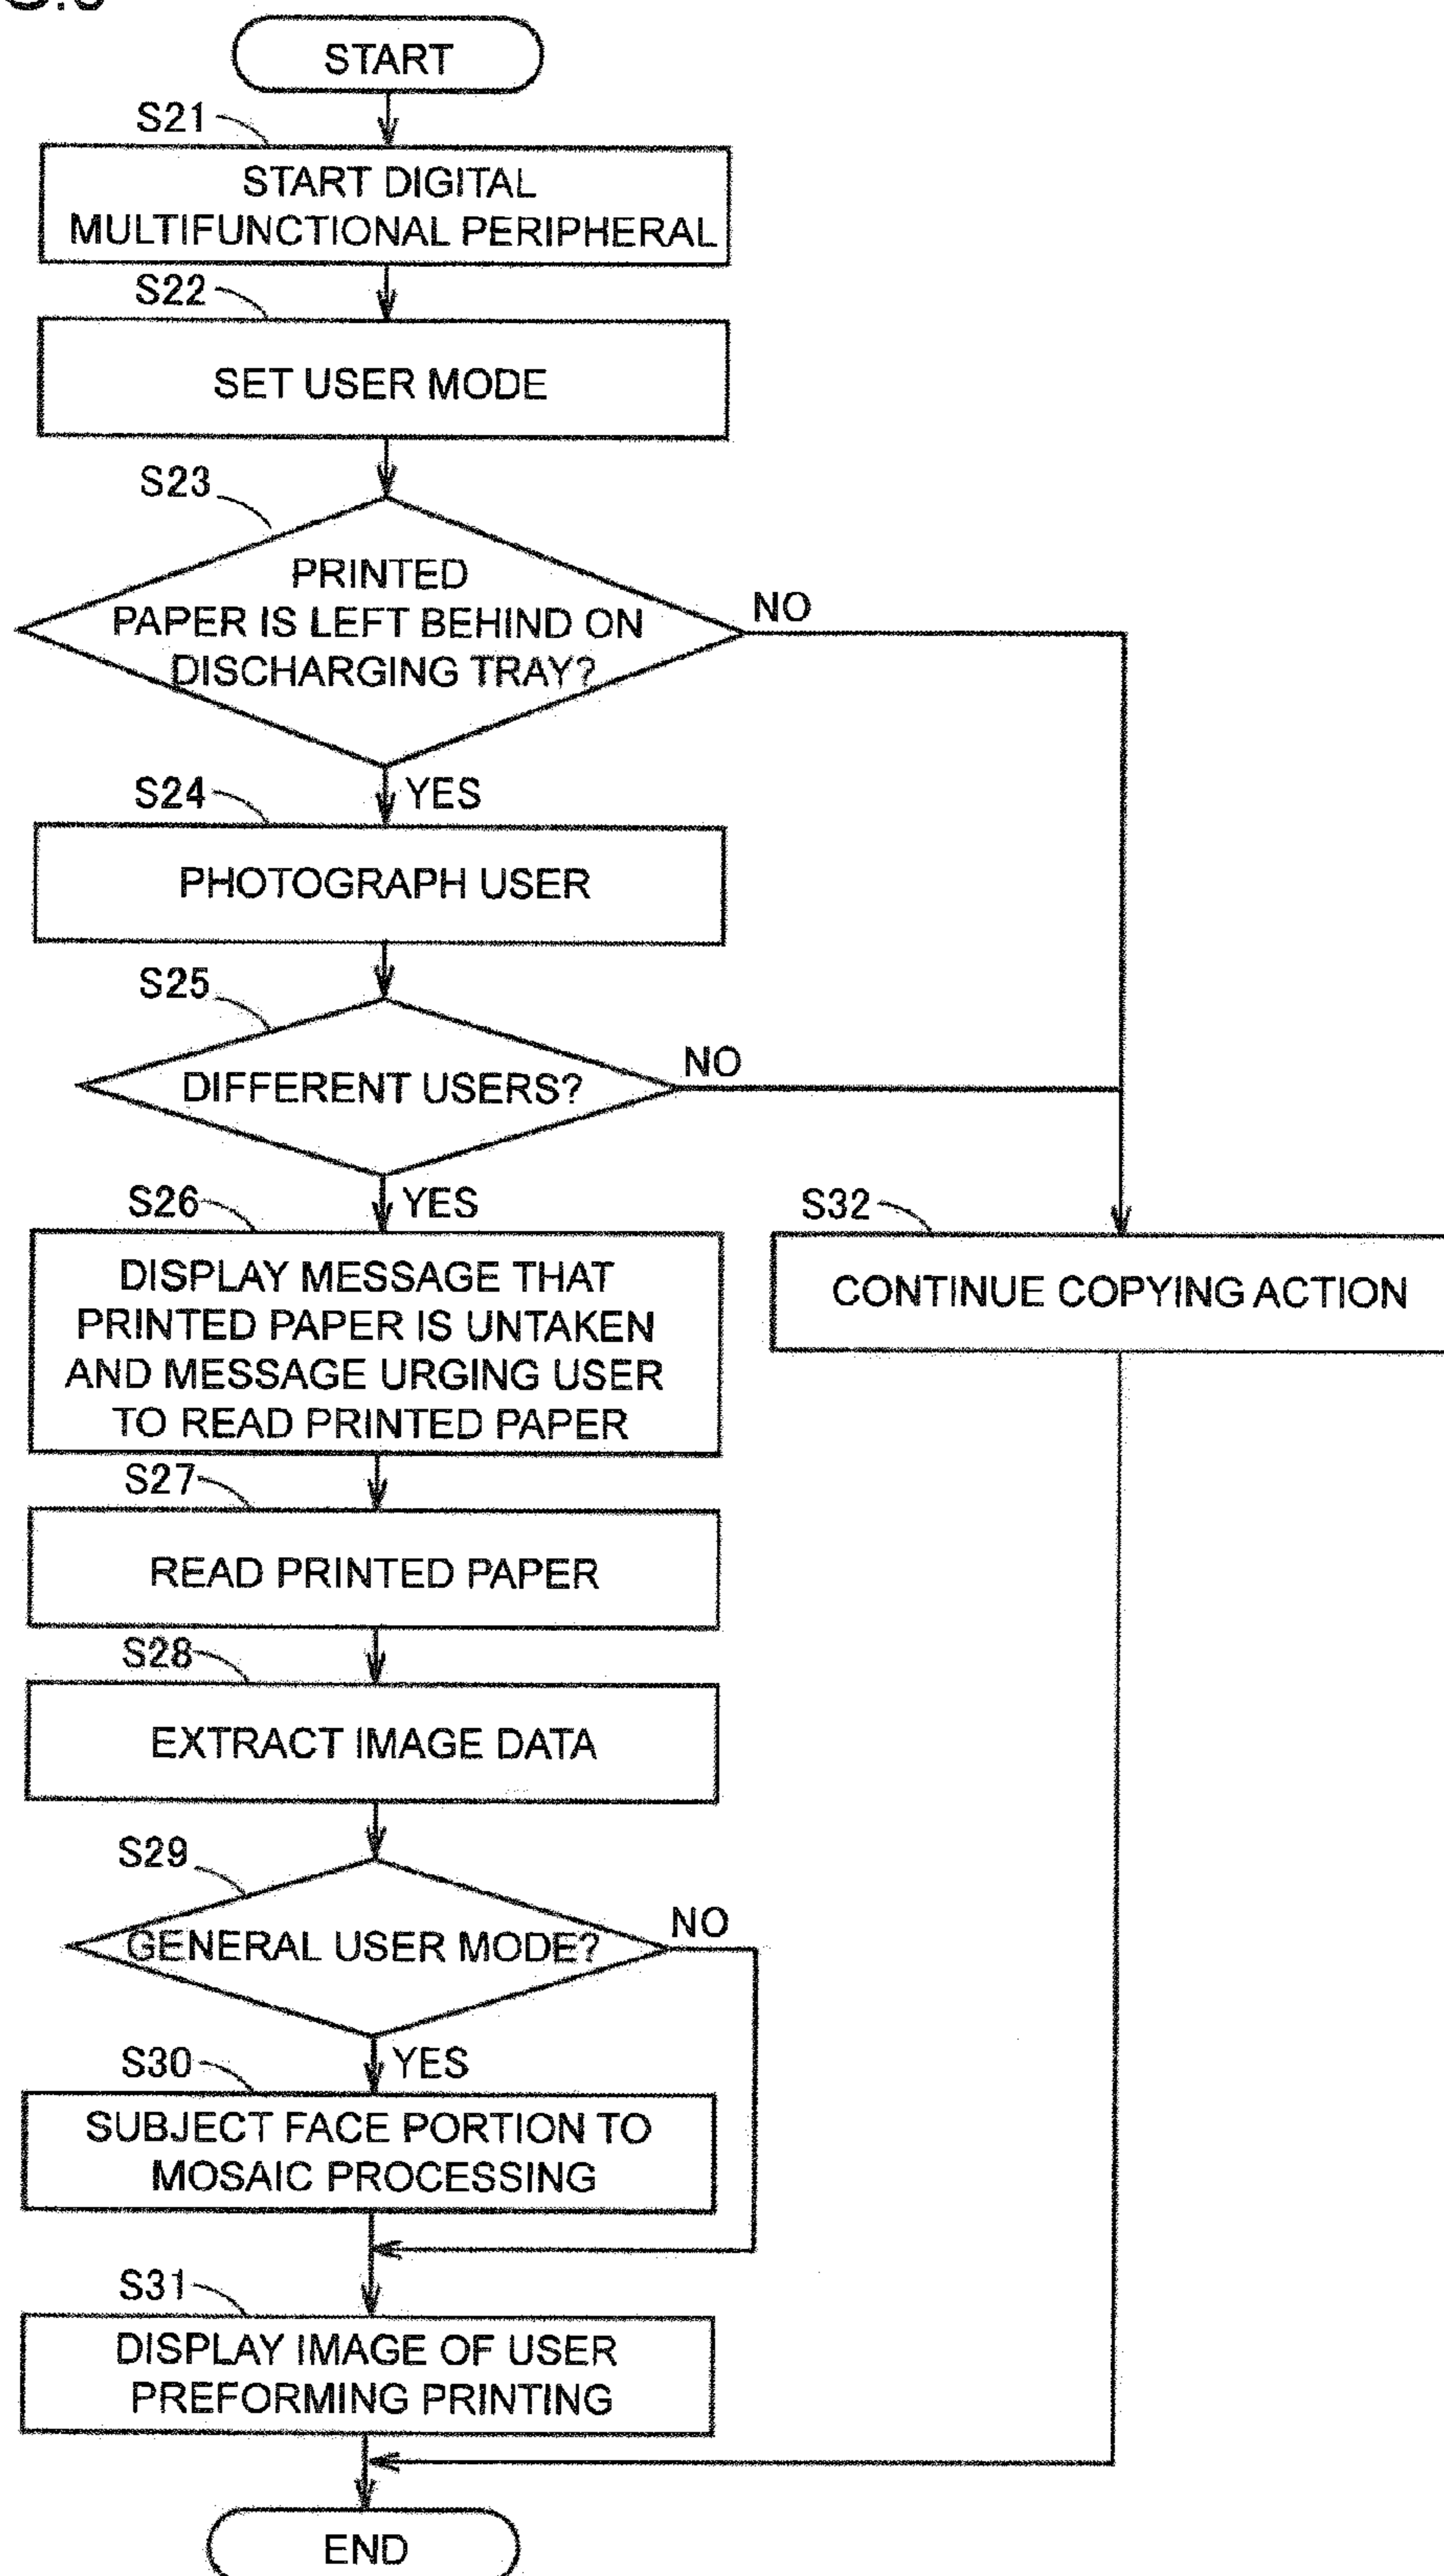 START
S21
START DIGITAL
MULTIFUNCTIONAL PERIPHERAL
S22
SET USER MODE
S23
PRINTED
PAPER IS LEFT BEHIND ON
DISCHARGING TRAY?
NO
YES
S24
PHOTOGRAPH USER
S25
DIFFERENT USERS?
NO
YES
S26
DISPLAY MESSAGE THAT
PRINTED PAPER IS UNTAKEN
AND MESSAGE URGING USER
TO READ PRINTED PAPER
S32
CONTINUE COPYING ACTION
S27
READ PRINTED PAPER
S28
EXTRACT IMAGE DATA
S29
GENERAL USER MODE?
NO
YES
S30
SUBJECT FACE PORTION TO
MOSAIC PROCESSING
S31
DISPLAY IMAGE OF USER
PREFORMING PRINTING
END